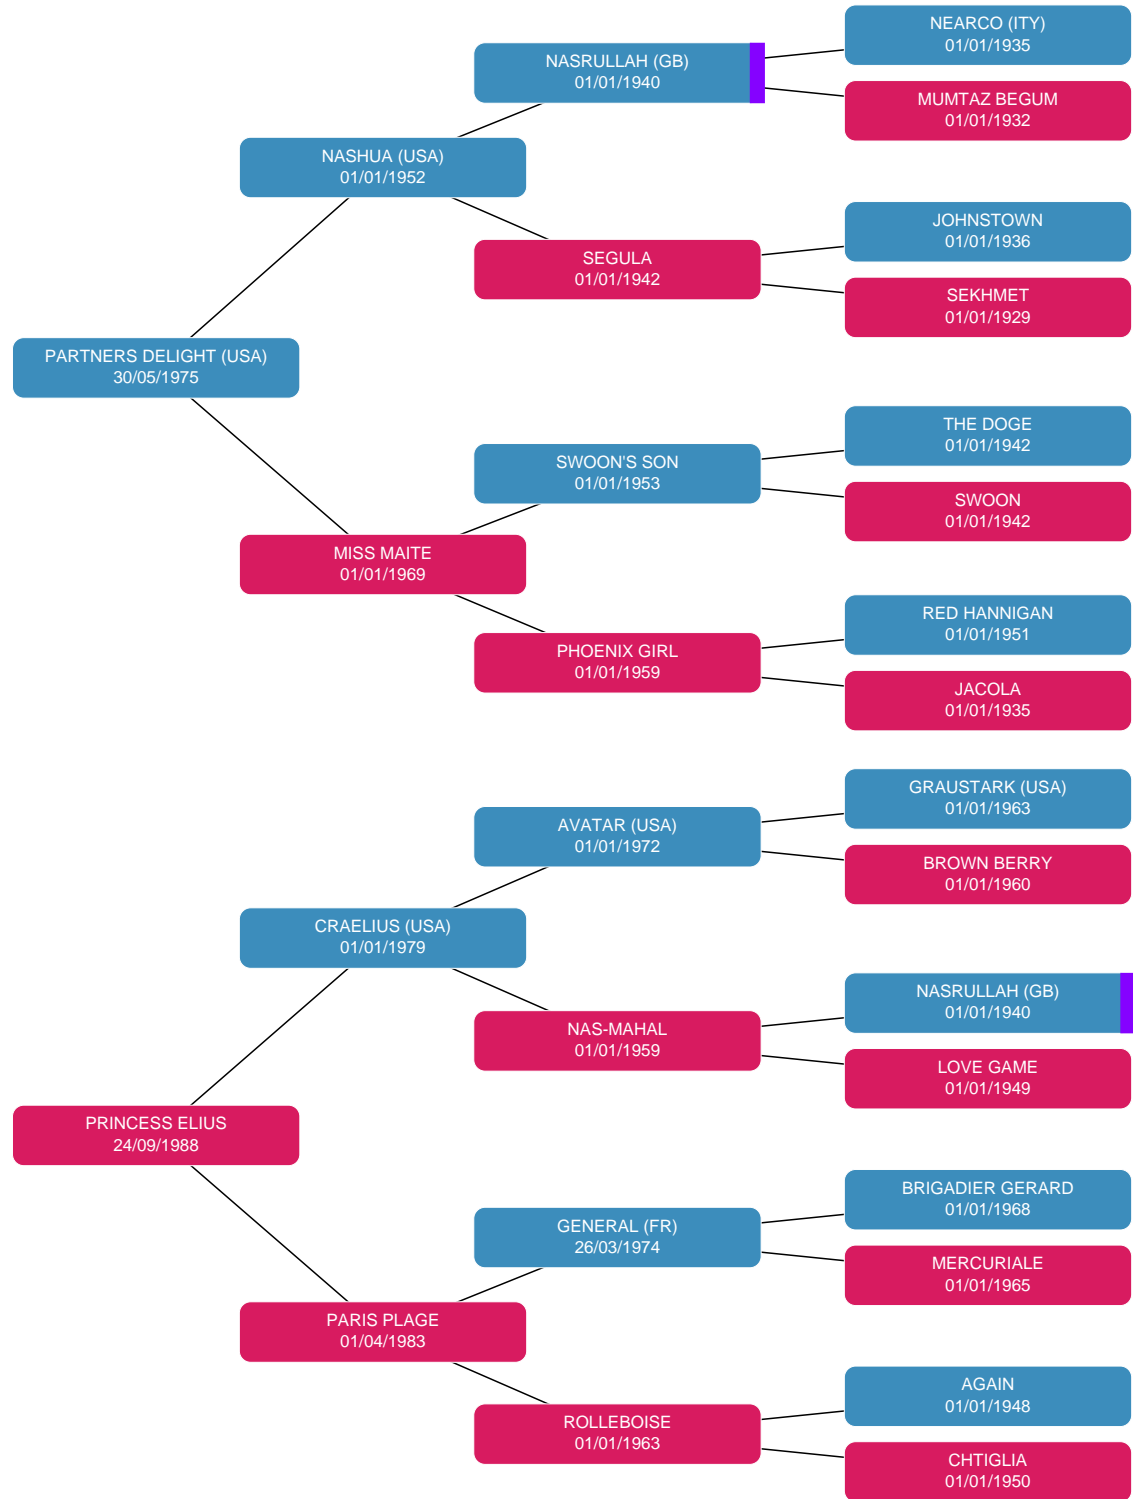 NEARCO (ITY)
01/01/1935
NASRULLAH (GB)
01/01/1940
MUMTAZ BEGUM
01/01/1932
NASHUA (USA)
01/01/1952
JOHNSTOWN
01/01/1936
SEGULA
01/01/1942
SEKHMET
01/01/1929
PARTNERS DELIGHT (USA)
30/05/1975
THE DOGE
01/01/1942
SWOON'S SON
01/01/1953
SWOON
01/01/1942
MISS MAITE
01/01/1969
RED HANNIGAN
01/01/1951
PHOENIX GIRL
01/01/1959
JACOLA
01/01/1935
GRAUSTARK (USA)
01/01/1963
AVATAR (USA)
01/01/1972
BROWN BERRY
01/01/1960
CRAELIUS (USA)
01/01/1979
NASRULLAH (GB)
01/01/1940
NAS-MAHAL
01/01/1959
LOVE GAME
01/01/1949
PRINCESS ELIUS
24/09/1988
BRIGADIER GERARD
01/01/1968
GENERAL (FR)
26/03/1974
MERCURIALE
01/01/1965
PARIS PLAGE
01/04/1983
AGAIN
01/01/1948
ROLLEBOISE
01/01/1963
CHTIGLIA
01/01/1950